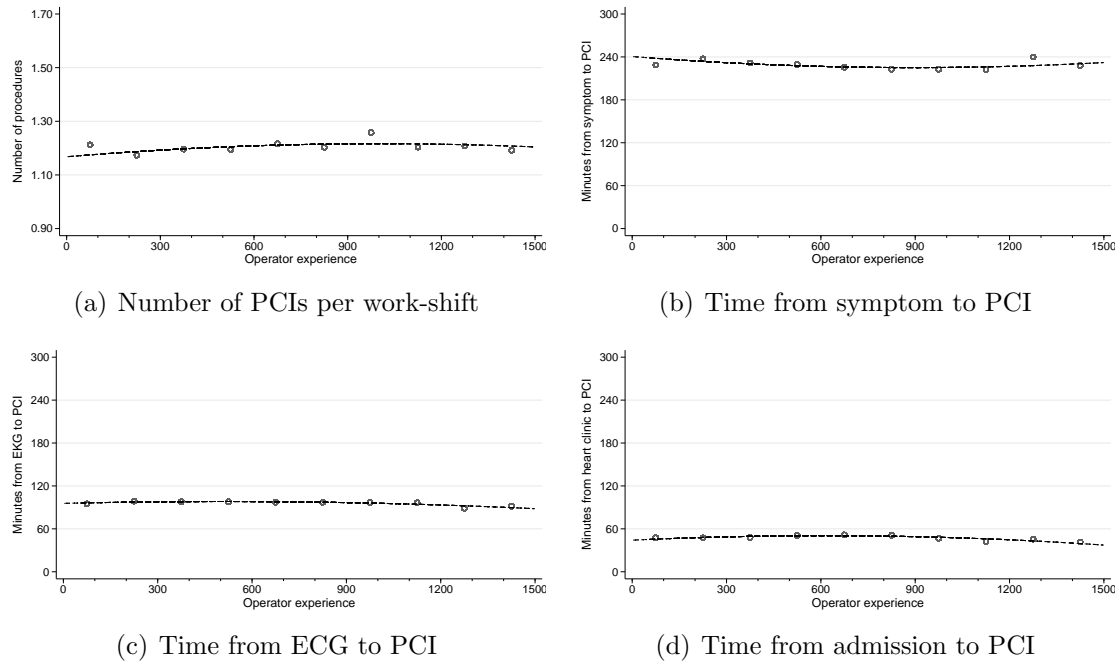 1.70
1.50
1.30
1.10
0.90
Number of procedures
0 300 600 900 1200 1500
Operator experience
(a) Number of PCIs per work-shift
300
240
180
120
60
0
Minutes from symptom to PCI
0 300 600 900 1200 1500
Operator experience
(b) Time from symptom to PCI
300
240
180
120
60
0
Minutes from EKG to PCI
0 300 600 900 1200 1500
Operator experience
(c) Time from ECG to PCI
300
240
180
120
60
0
Minutes from heart clinic to PCI
0 300 600 900 1200 1500
Operator experience
(d) Time from admission to PCI